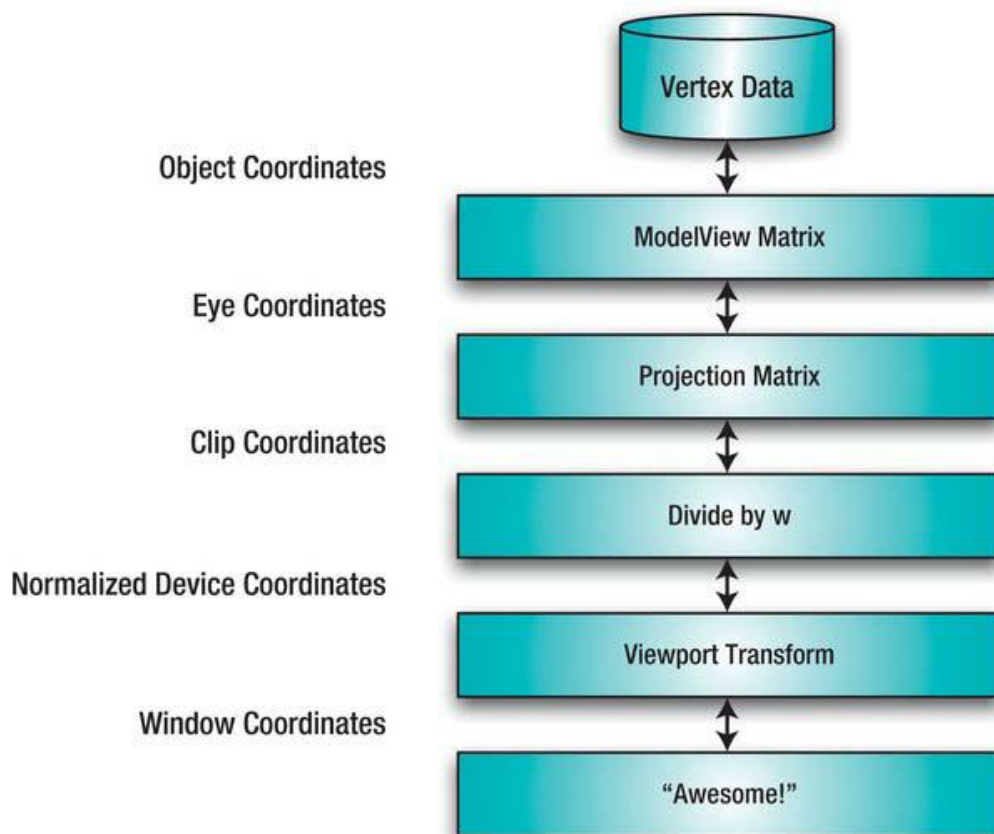 Vertex Data
Object Coordinates
ModelView Matrix
Eye Coordinates
Projection Matrix
Clip Coordinates
Divide by w
Normalized Device Coordinates
Viewport Transform
Window Coordinates
“Awesome!”